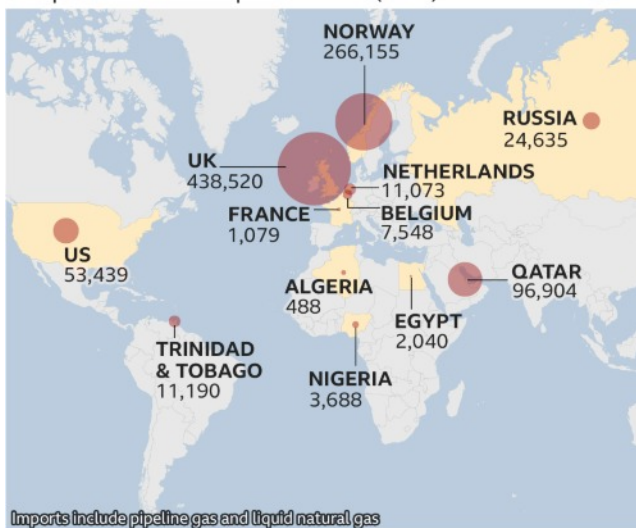 NORWAY
266,155
RUSSIA
24,635
UK
438,520
NETHERLANDS
11,073
FRANCE
1,079
BELGIUM
7,548
US
53,439
ALGERIA
488
QATAR
96,904
EGYPT
2,040
TRINIDAD
& TOBAGO
11,190
NIGERIA
3,688
Imports include pipeline gas and liquid natural gas